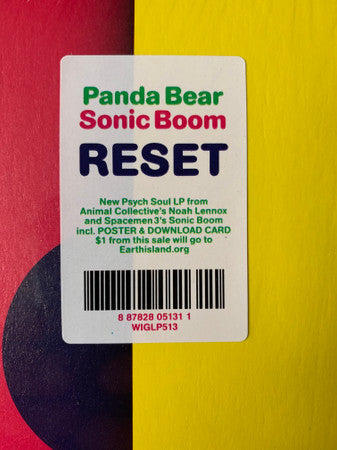 Panda Bear
Sonic Boom
RESET
New Psych Soul LP from
Animal Collective's Noah Lennox
and Spacemen 3's Sonic Boom
incl. POSTER & DOWNLOAD CARD
$1 from this sale will go to
Earthisland.org
8 87828 05131 1
WIGLP513